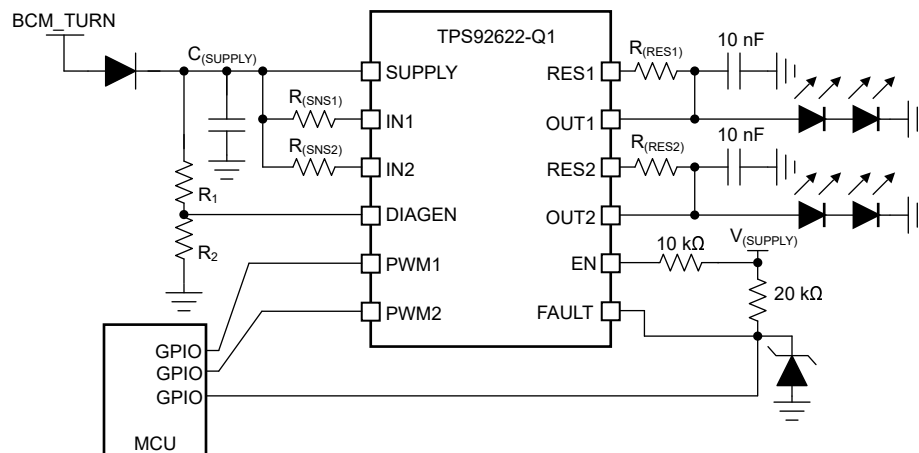 BCM_TURN
TPS92622-Q1
C(SUPPLY)
R(RES1)
10 nF
SUPPLY
RES1
R(SNS1)
IN1
OUT1
R(SNS2)
R(RES2)
10 nF
IN2
RES2
R1
DIAGEN
OUT2
R2
V(SUPPLY)
10 kΩ
PWM1
EN
20 kΩ
PWM2
FAULT
GPIO
GPIO
GPIO
MCU